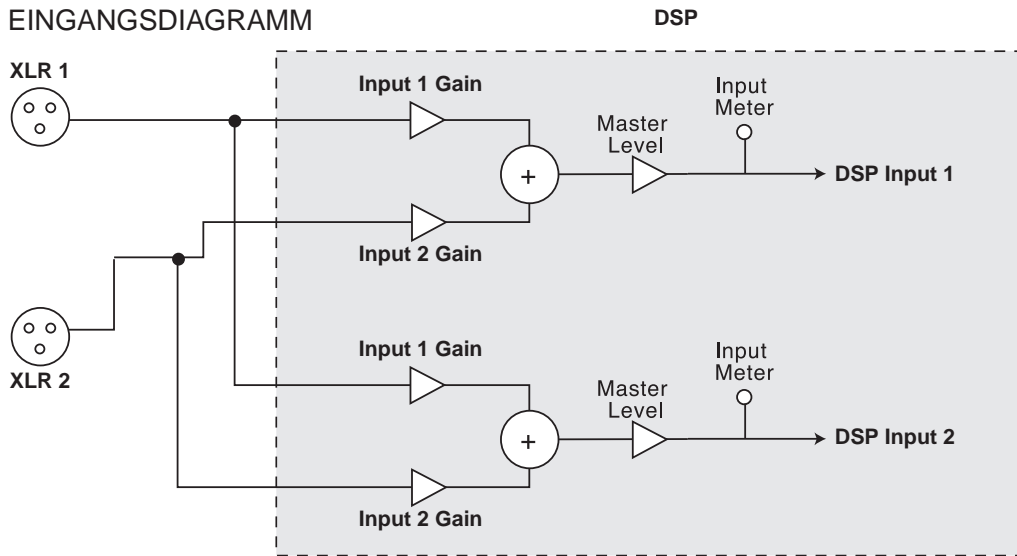 EINGANGSDIAGRAMM
DSP
XLR 1
Input 1 Gain
Input
Meter
Master
Level
+
DSP Input 1
Input 2 Gain
XLR 2
Input 1 Gain
Input
Meter
Master
Level
+
DSP Input 2
Input 2 Gain